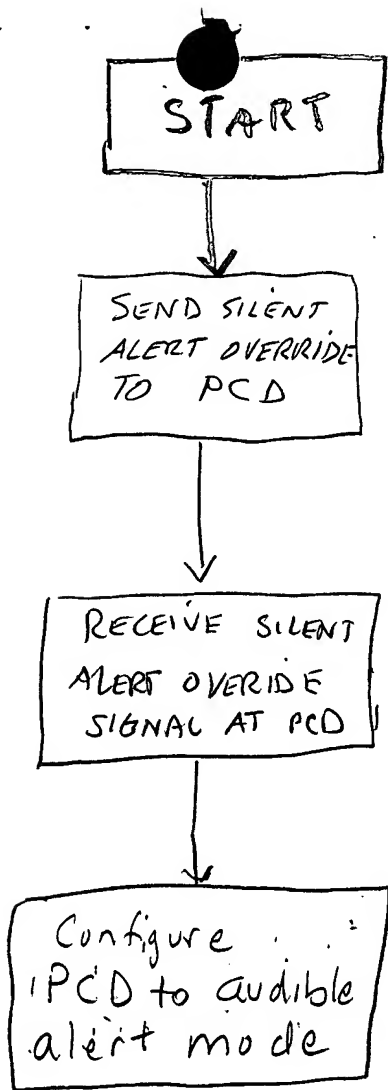 START
SEND SILENT
ALERT OVERRIDE
TO PCD
RECEIVE SILENT
ALERT OVERIDE
SIGNAL AT PCD
Configure
PCD to audible
alert mode